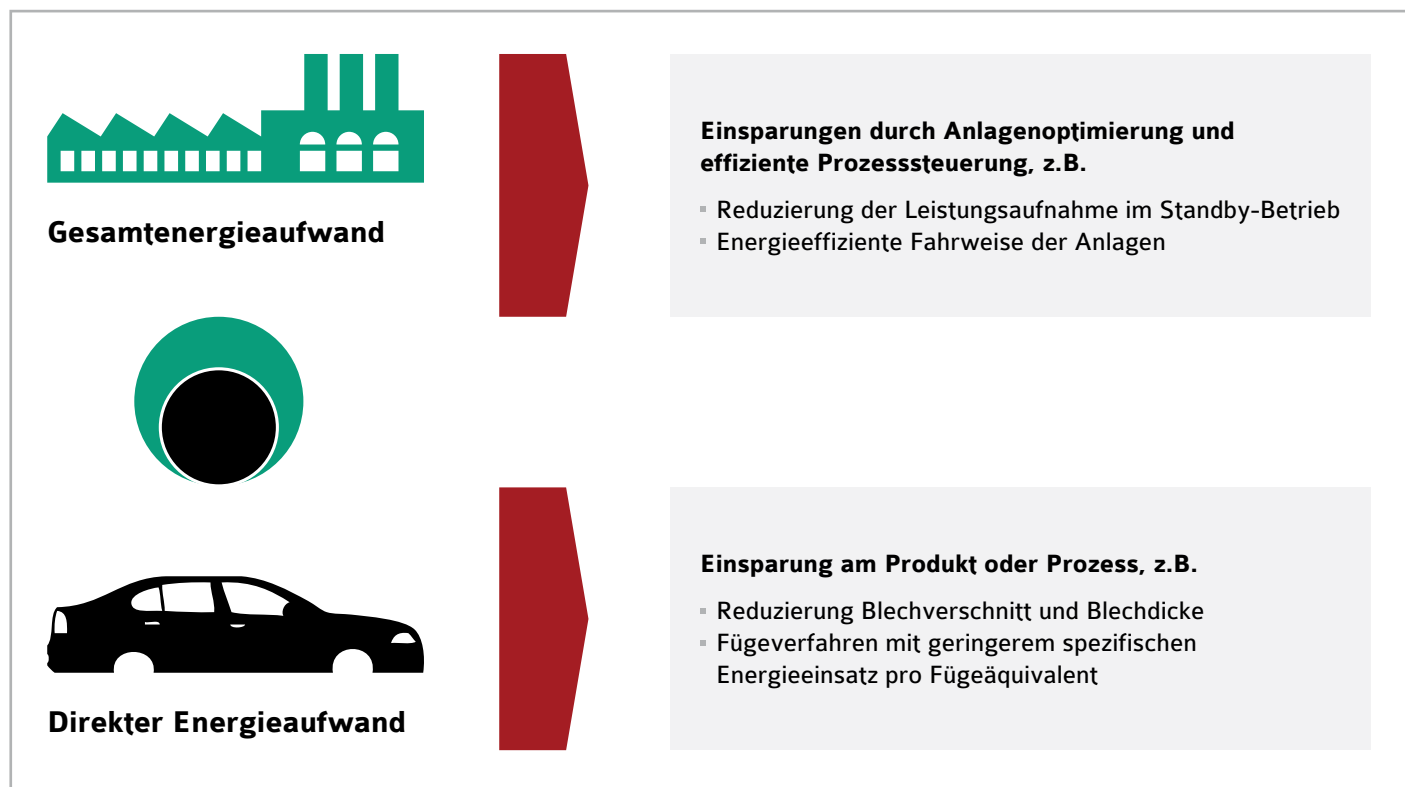 Gesamtenergieaufwand
Einsparungen durch Anlagenoptimierung und
effiziente Prozesssteuerung, z.B.
▪ Reduzierung der Leistungsaufnahme im Standby-Betrieb
▪ Energieeffiziente Fahrweise der Anlagen
Direkter Energieaufwand
Einsparung am Produkt oder Prozess, z.B.
▪ Reduzierung Blechverschnitt und Blechdicke
▪ Fügeverfahren mit geringerem spezifischen
Energieeinsatz pro Fügeäquivalent